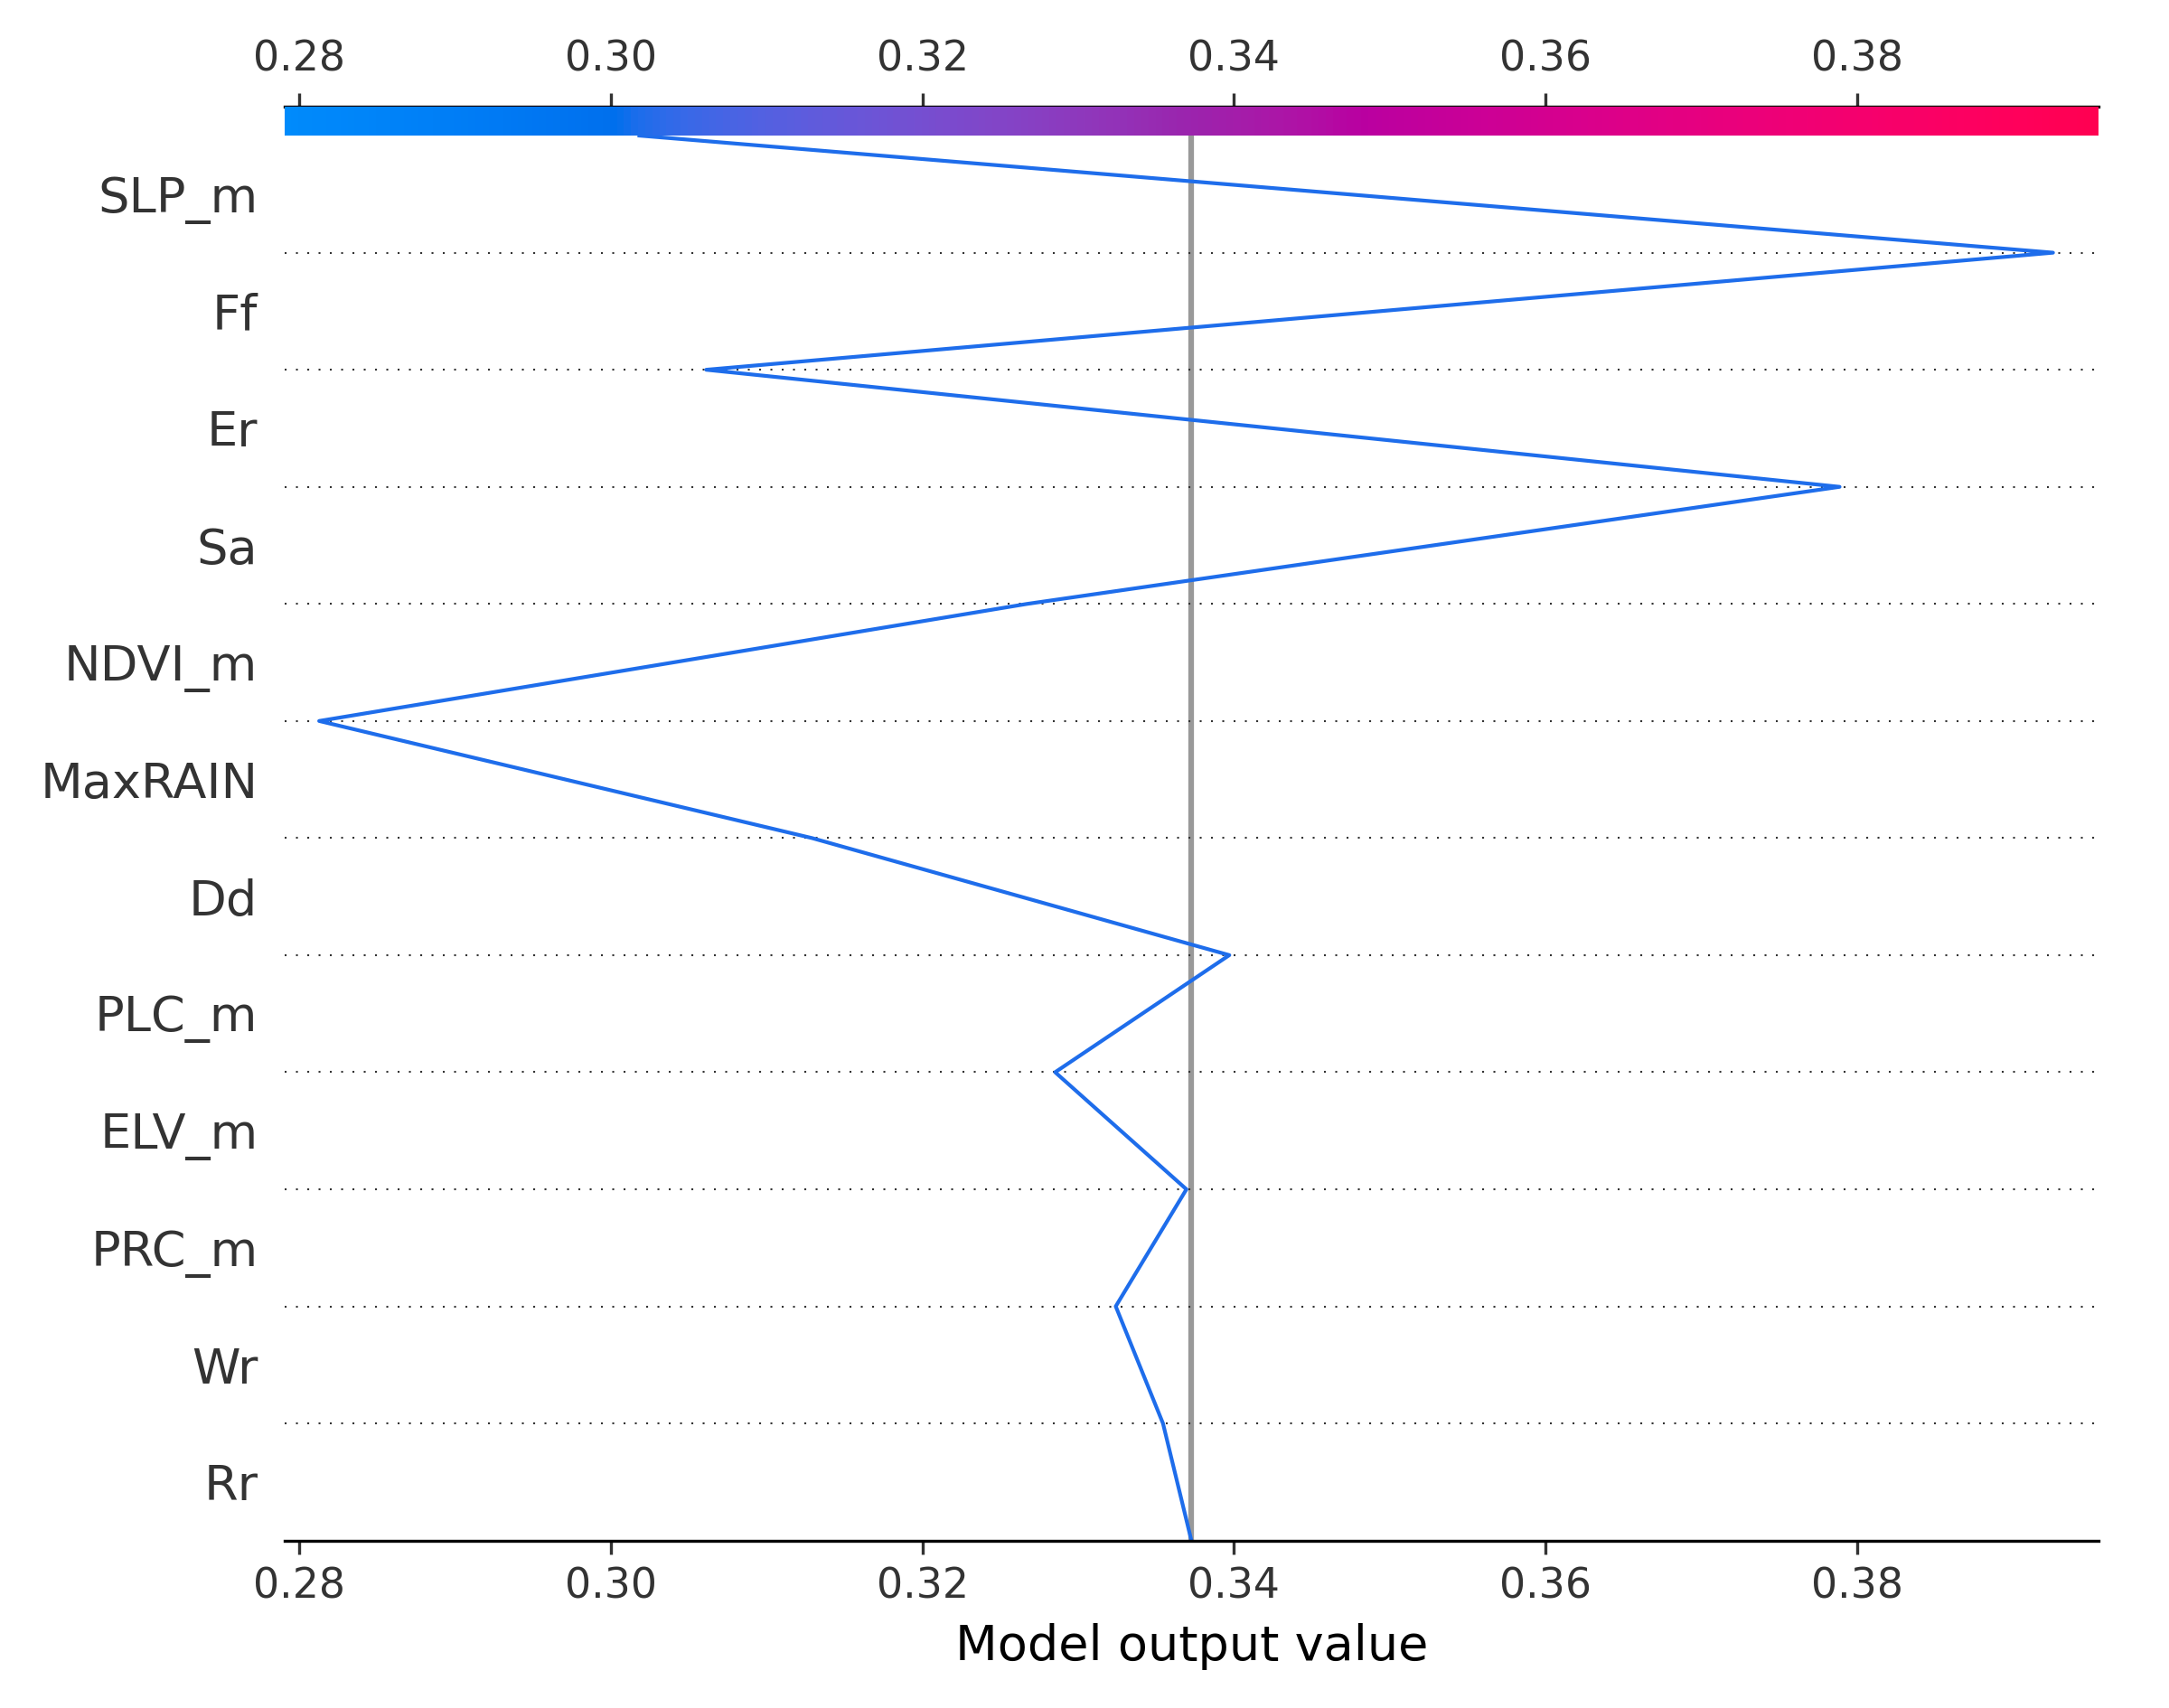 0.28 0.30 0.32 0.34 0.36 0.38
SLP_m
Ff
Er
Sa
NDVI_m
MaxRAIN
Dd
PLC_m
ELV_m
PRC_m
Wr
Rr
0.28 0.30 0.32 0.34 0.36 0.38
Model output value